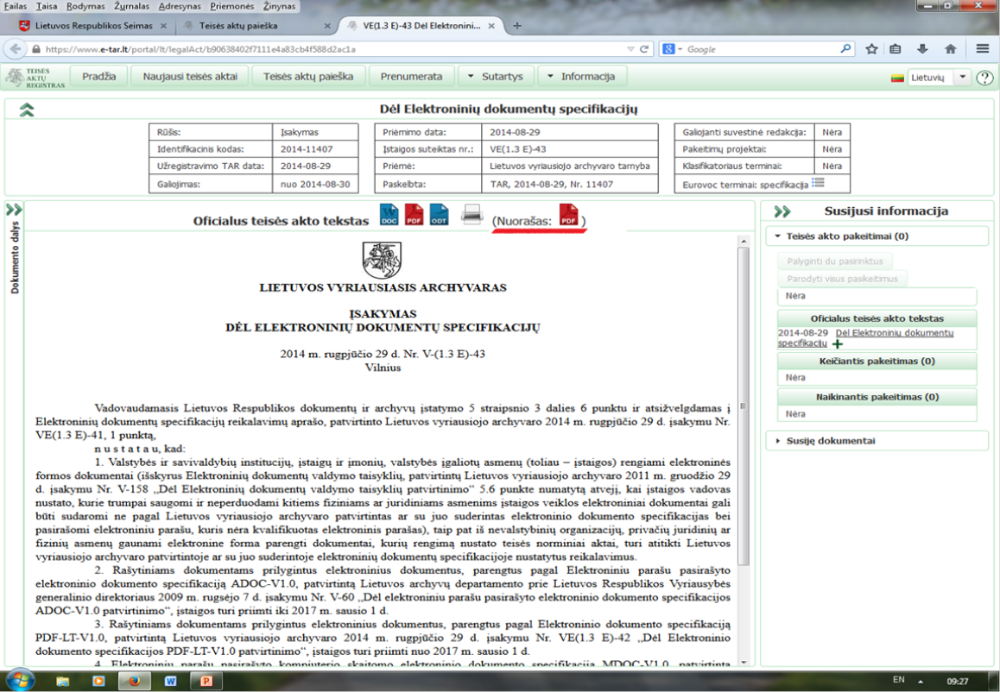 Failas Taisa Rodymas Žurnalas Adresynas Priemonės Žinynas
Lietuvos Respublikos Seimas × Teisės aktų paieška × VE(1.3 E)-43 Dėl Elektronini... × +
https://www.e-tar.lt/portal/lt/legalAct/b90638402f7111e4a83cb4f588d2ac1a Google
TEISĖS
AKTŲ
REGISTRAS
Pradžia Naujausi teisės aktai Teisės aktų paieška Prenumerata Sutartys Informacija Lietuvių ?
Dėl Elektroninių dokumentų specifikacijų
Rūšis: Įsakymas Priėmimo data: 2014-08-29 Galiojanti suvestinė redakcija: Nėra
Identifikacinis kodas: 2014-11407 Įstaigos suteiktas nr.: VE(1.3 E)-43 Pakeitimų projektai: Nėra
Užregistravimo TAR data: 2014-08-29 Priėmė: Lietuvos vyriausiojo archyvaro tarnyba Klasifikatoriaus terminai: Nėra
Galiojimas: nuo 2014-08-30 Paskelbta: TAR, 2014-08-29, Nr. 11407 Eurovoc terminai: specifikacija
Dokumento dalys
Oficialus teisės akto tekstas DOC PDF ODT (Nuorašas: PDF )
LIETUVOS VYRIAUSIASIS ARCHYVARAS
ĮSAKYMAS
DĖL ELEKTRONINIŲ DOKUMENTŲ SPECIFIKACIJŲ
2014 m. rugpjūčio 29 d. Nr. V-(1.3 E)-43
Vilnius
Vadovaudamasis Lietuvos Respublikos dokumentų ir archyvų įstatymo 5 straipsnio 3 dalies 6 punktu ir atsižvelgdamas į
Elektroninių dokumentų specifikacijų reikalavimų aprašo, patvirtinto Lietuvos vyriausiojo archyvaro 2014 m. rugpjūčio 29 d. įsakymu Nr.
VE(1.3 E)-41, 1 punktą,
n u s t a t a u, kad:
1. Valstybės ir savivaldybių institucijų, įstaigų ir įmonių, valstybės įgaliotų asmenų (toliau – įstaigos) rengiami elektroninės
formos dokumentai (išskyrus Elektroninių dokumentų valdymo taisyklių, patvirtintų Lietuvos vyriausiojo archyvaro 2011 m. gruodžio 29
d. įsakymu Nr. V-158 „Dėl Elektroninių dokumentų valdymo taisyklių patvirtinimo“ 5.6 punkte numatytą atvejį, kai įstaigos vadovas
nustato, kurie trumpai saugomi ir neperduodami kitiems fiziniams ar juridiniams asmenims įstaigos veiklos elektroniniai dokumentai gali
būti sudaromi ne pagal Lietuvos vyriausiojo archyvaro patvirtintas ar su juo suderintas elektroninio dokumento specifikacijas bei
pasirašomi elektroniniu parašu, kuris nėra kvalifikuotas elektroninis parašas), taip pat iš nevalstybinių organizacijų, privačių juridinių ar
fizinių asmenų gaunami elektronine forma parengti dokumentai, kurių rengimą nustato teisės norminiai aktai, turi atitikti Lietuvos
vyriausiojo archyvaro patvirtintoje ar su juo suderintoje elektroninių dokumentų specifikacijoje nustatytus reikalavimus.
2. Rašytiniams dokumentams prilygintus elektroninius dokumentus, parengtus pagal Elektroniniu parašu pasirašyto
elektroninio dokumento specifikaciją ADOC-V1.0, patvirtintą Lietuvos archyvų departamento prie Lietuvos Respublikos Vyriausybės
generalinio direktoriaus 2009 m. rugsėjo 7 d. įsakymu Nr. V-60 „Dėl elektroniniu parašu pasirašyto elektroninio dokumento specifikacijos
ADOC-V1.0 patvirtinimo“, įstaigos turi priimti iki 2017 m. sausio 1 d.
3. Rašytiniams dokumentams prilygintus elektroninius dokumentus, parengtus pagal Elektroninio dokumento specifikaciją
PDF-LT-V1.0, patvirtintą Lietuvos vyriausiojo archyvaro 2014 m. rugpjūčio 29 d. įsakymu Nr. VE(1.3 E)-42 „Dėl Elektroninio
dokumento specifikacijos PDF-LT-V1.0 patvirtinimo“, įstaigos turi priimti nuo 2017 m. sausio 1 d.
4. Elektroniniu parašu pasirašyto kompiuterio skaitomo elektroninio dokumento specifikacija MDOC-V1.0, patvirtinta
Susijusi informacija
Teisės akto pakeitimai (0)
Palyginti du pasirinktus
Parodyti visus pasikeitimus
Nėra
Oficialus teisės akto tekstas
2014-08-29 Dėl Elektroninių dokumentų
specifikacijų
Keičiantis pakeitimas (0)
Nėra
Naikinantis pakeitimas (0)
Nėra
Susiję dokumentai
EN 09:27